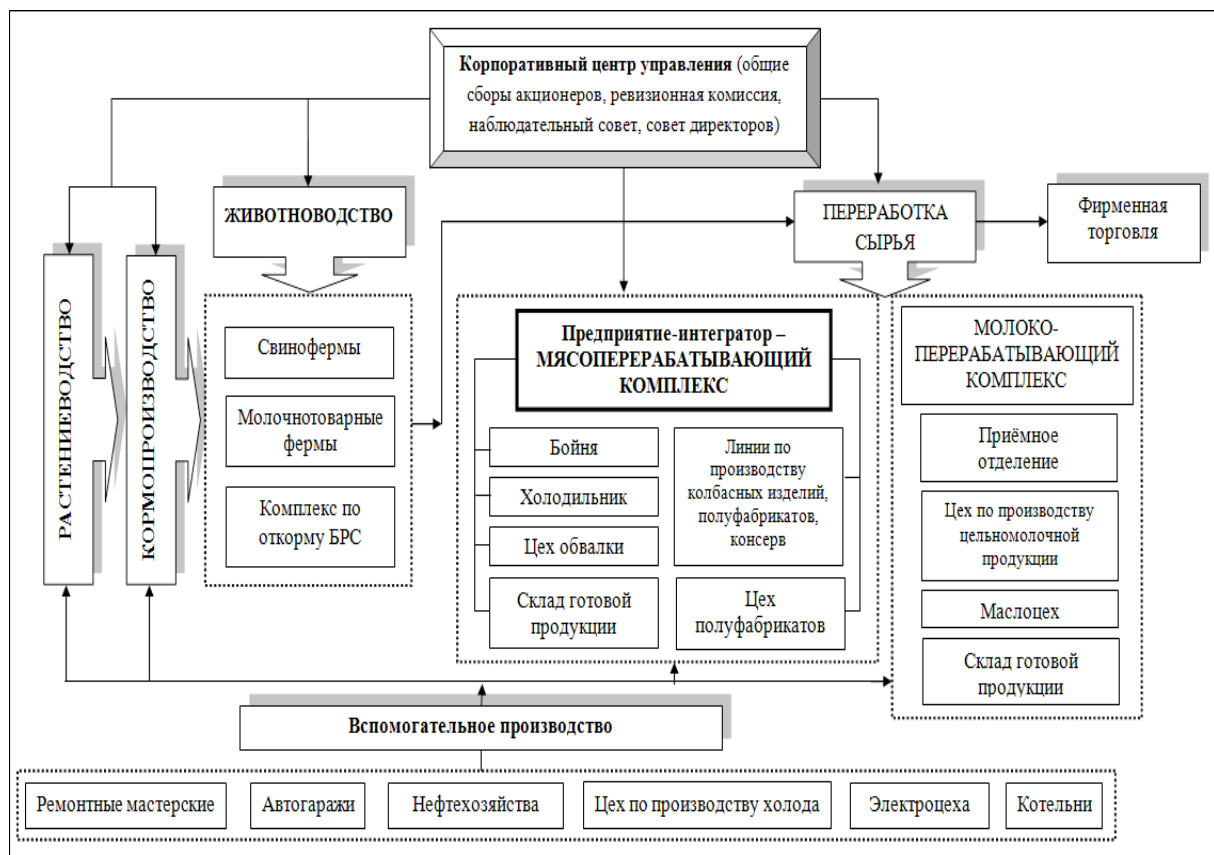 Корпоративный центр управления (общие
сборы акционеров, ревизионная комиссия,
наблюдательный совет, совет директоров)
ЖИВОТНОВОДСТВО
ПЕРЕРАБОТКА
СЫРЬЯ
Фирменная
торговля
РАСТЕНИЕВОДСТВО
КОРМОПРОИЗВОДСТВО
Свинофермы
Молочнотоварные
фермы
Комплекс по
откорму БРС
Предприятие-интегратор –
МЯСОПЕРЕРАБАТЫВАЮЩИЙ
КОМПЛЕКС
Бойня
Холодильник
Цех обвалки
Склад готовой
продукции
Линии по
производству
колбасных изделий,
полуфабрикатов,
консерв
Цех
полуфабрикатов
МОЛОКО-
ПЕРЕРАБАТЫВАЮЩИЙ
КОМПЛЕКС
Приёмное
отделение
Цех по производству
цельномолочной
продукции
Маслоцех
Склад готовой
продукции
Вспомогательное производство
Ремонтные мастерские
Автогаражи
Нефтехозяйства
Цех по производству холода
Электроцеха
Котельни